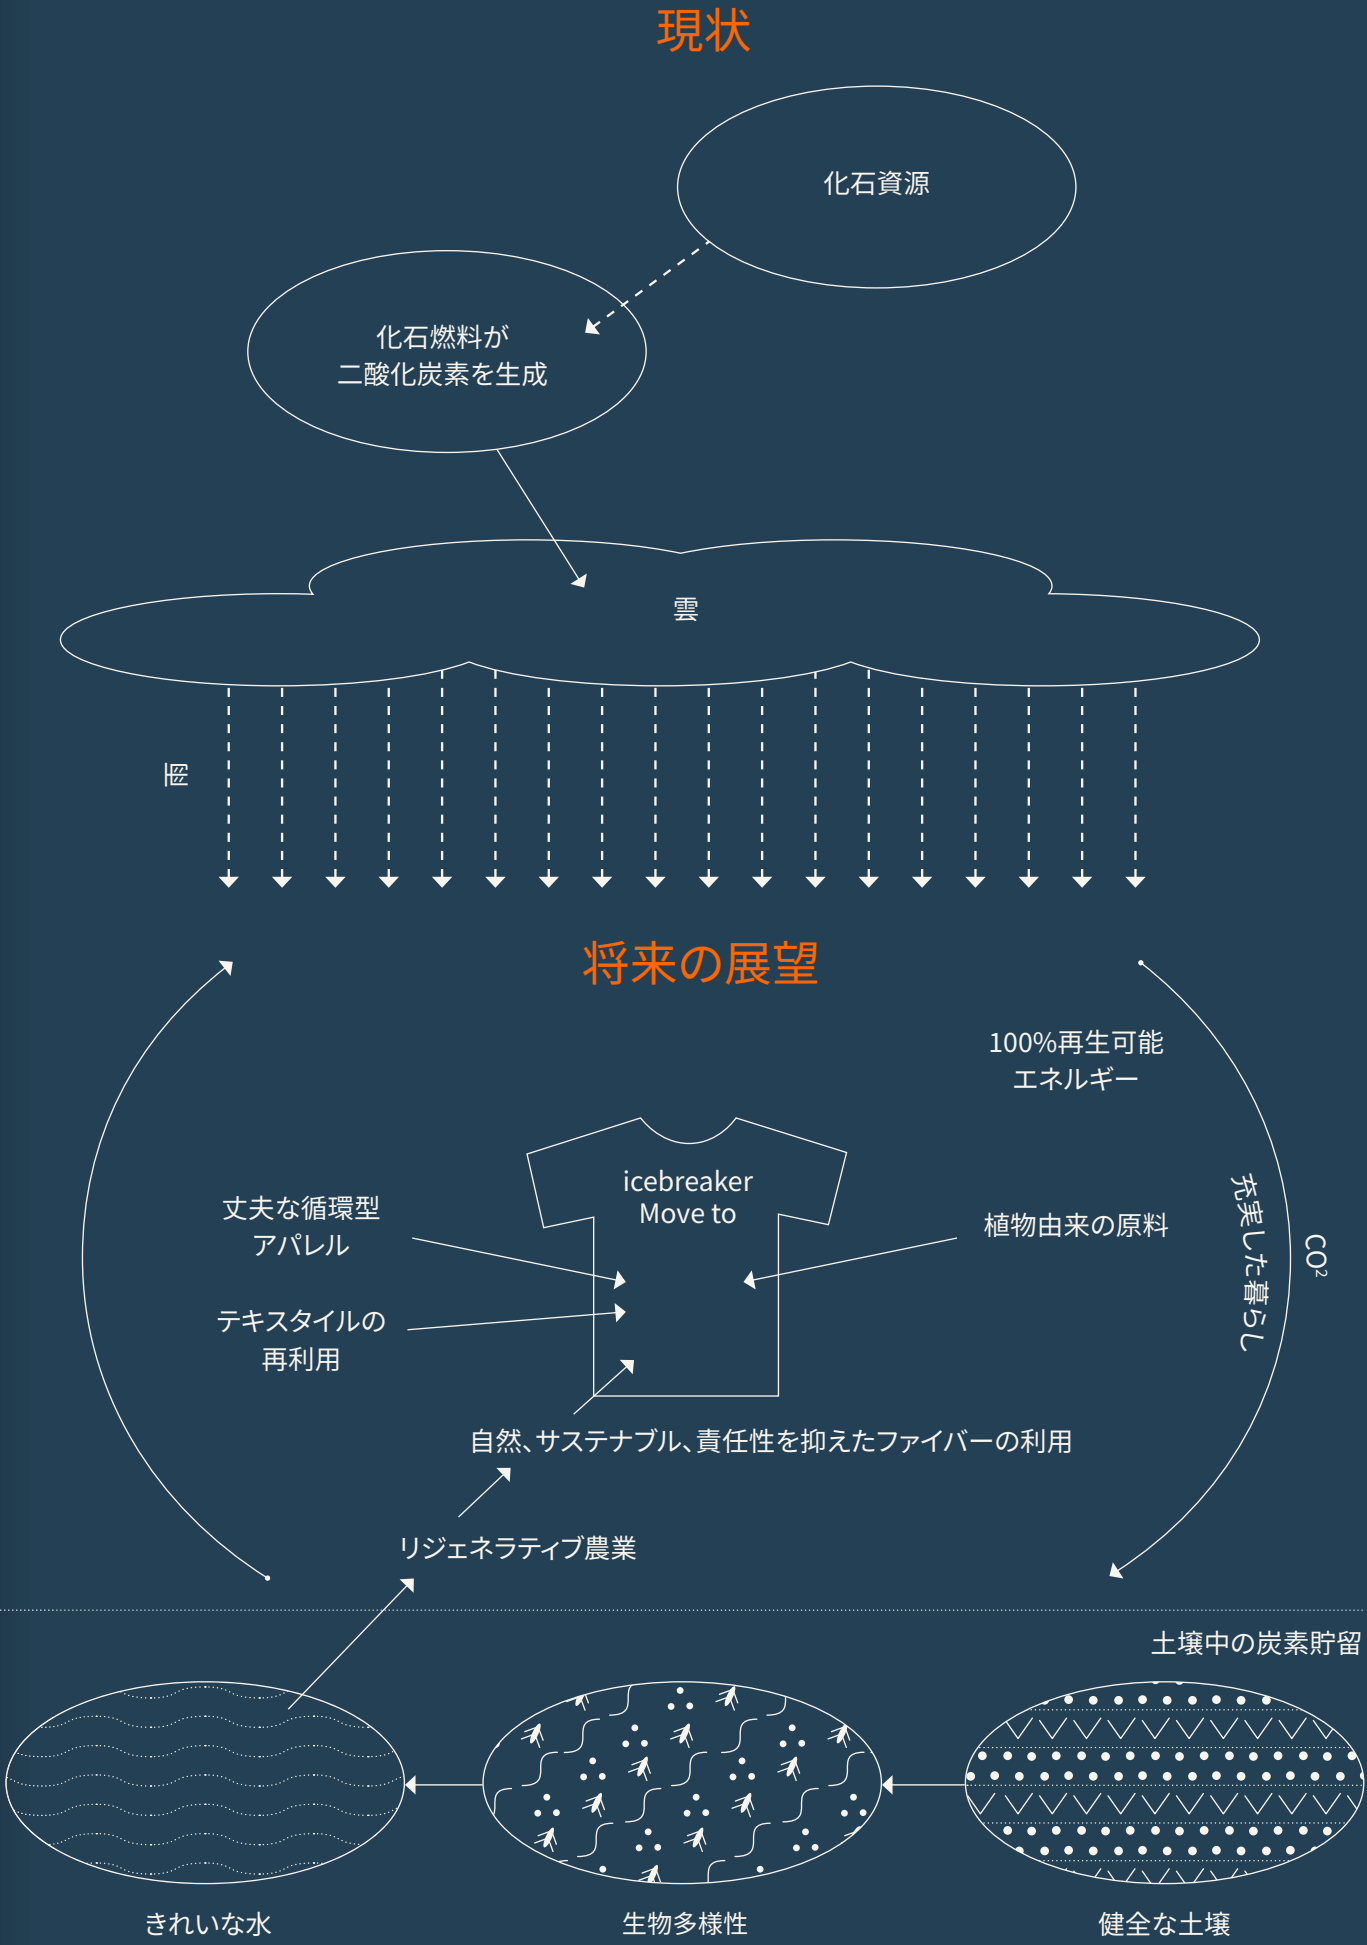 現状
化石資源
化石燃料が
二酸化炭素を生成
雲
雨
将来の展望
100%再生可能
エネルギー
icebreaker
Move to
丈夫な循環型
アパレル
植物由来の原料
充実した暮らし
CO²
テキスタイルの
再利用
自然、サステナブル、責任性を抑えたファイバーの利用
リジェネラティブ農業
土壌中の炭素貯留
きれいな水
生物多様性
健全な土壌